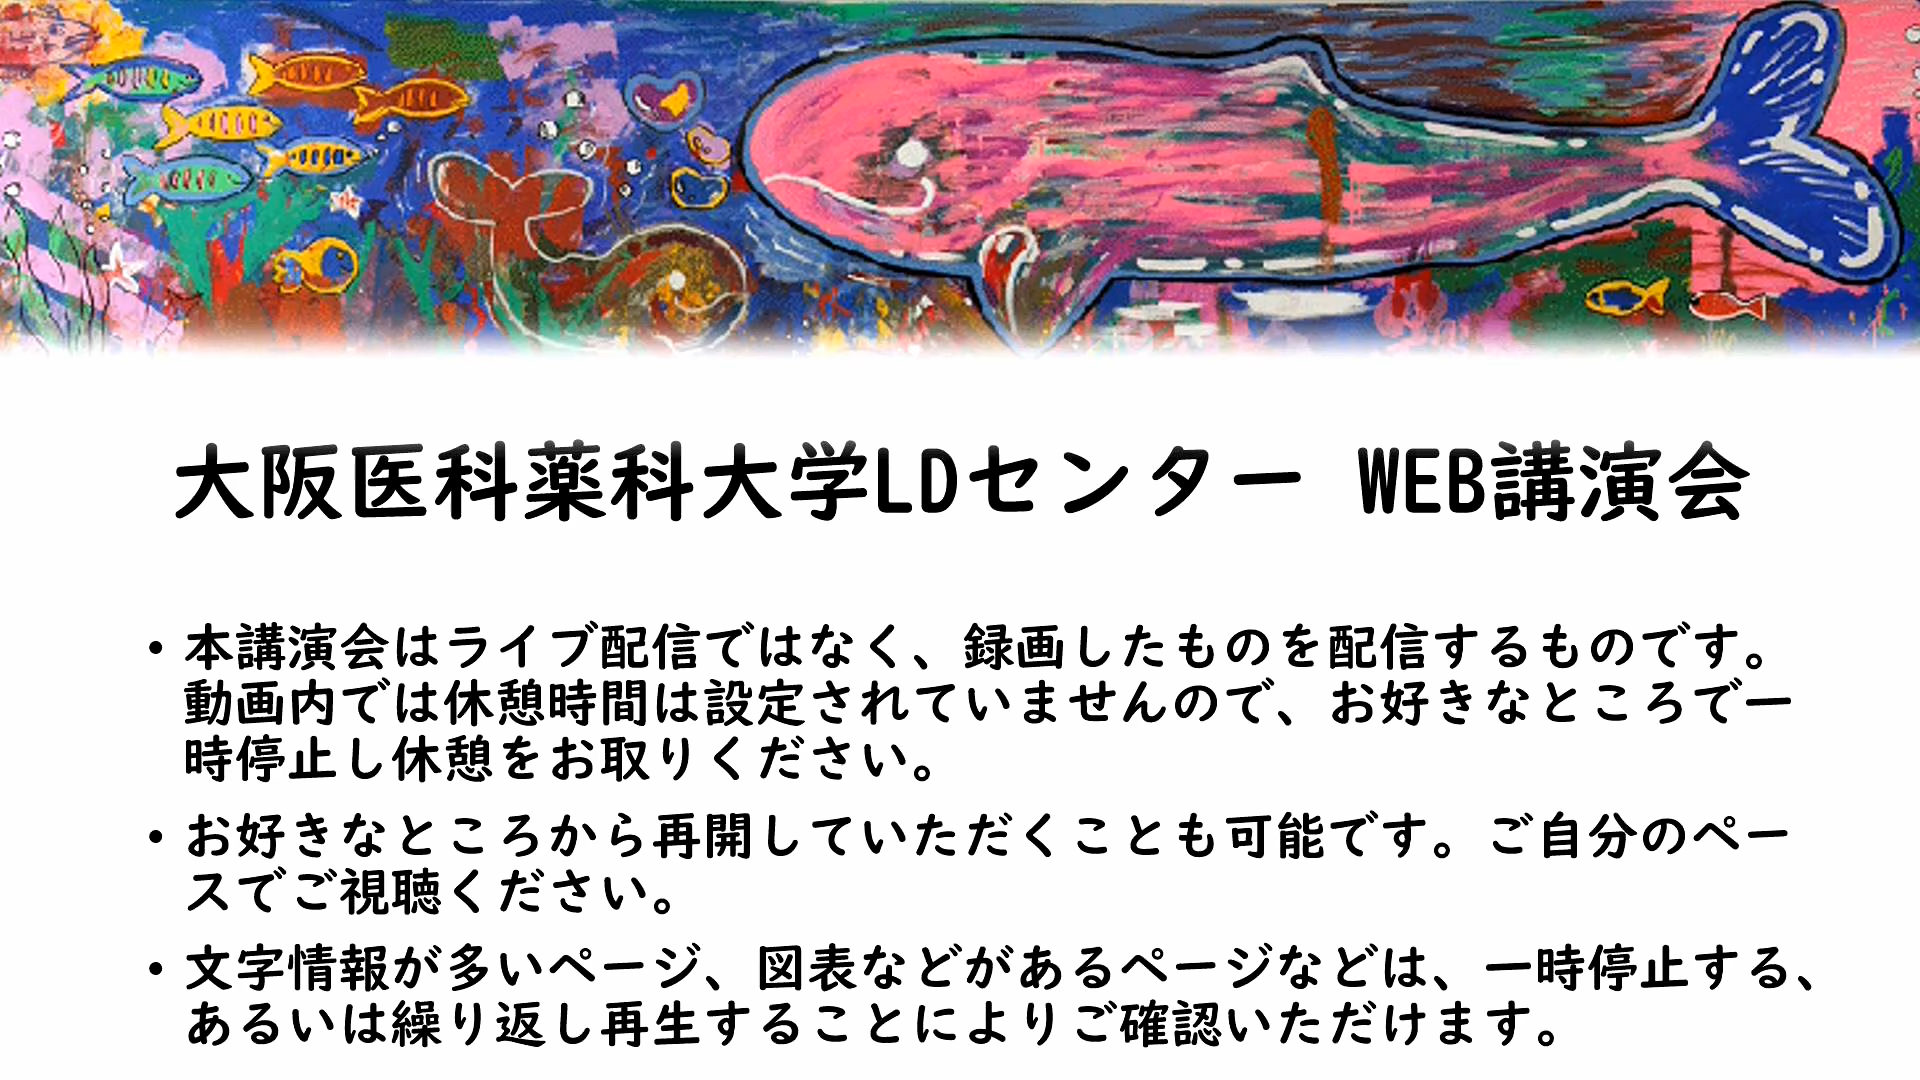 大阪医科薬科大学LDセンター WEB講演会
・本講演会はライブ配信ではなく、録画したものを配信するものです。
動画内では休憩時間は設定されていませんので、お好きなところで一
時停止し休憩をお取りください。
・お好きなところから再開していただくことも可能です。ご自分のペー
スでご視聴ください。
・文字情報が多いページ、図表などがあるページなどは、一時停止する、
あるいは繰り返し再生することによりご確認いただけます。